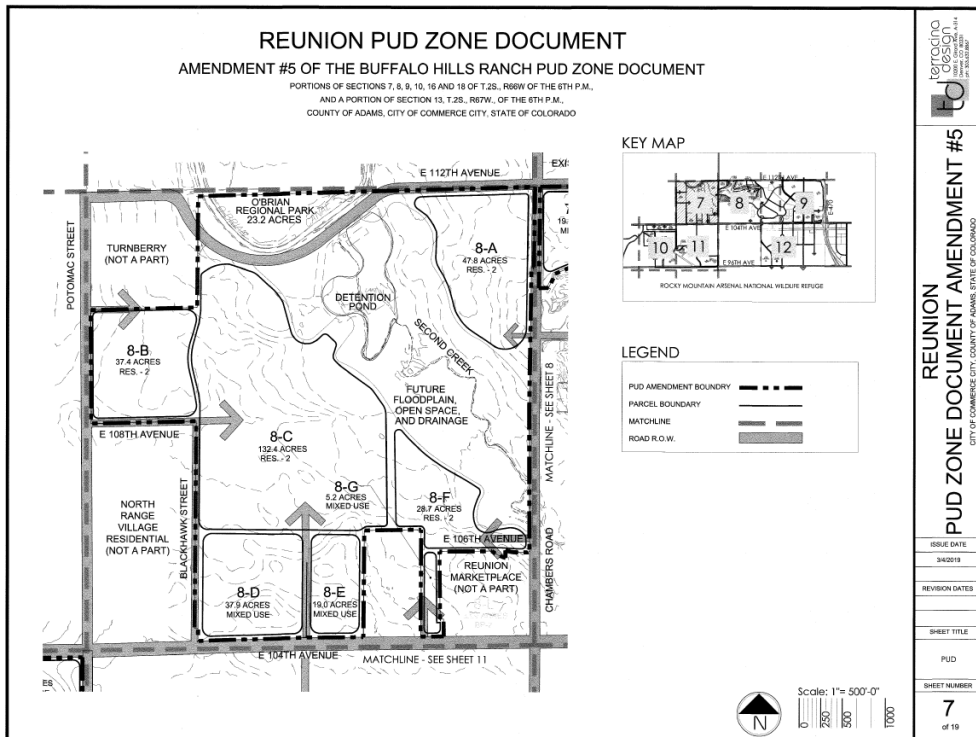 REUNION PUD ZONE DOCUMENT
AMENDMENT #5 OF THE BUFFALO HILLS RANCH PUD ZONE DOCUMENT
PORTIONS OF SECTIONS 7, 8, 9, 10, 16 AND 18 OF T.2S., R66W OF THE 6TH P.M.,
AND A PORTION OF SECTION 13, T.2S., R67W., OF THE 6TH P.M.,
COUNTY OF ADAMS, CITY OF COMMERCE CITY, STATE OF COLORADO
E 112TH AVENUE
EXI
O'BRIAN
REGIONAL PARK
23.2 ACRES
POTOMAC STREET
TURNBERRY
(NOT A PART)
8-A
47.8 ACRES
RES. - 2
19.
MI
DETENTION
POND
SECOND CREEK
8-B
37.4 ACRES
RES. - 2
MATCHLINE - SEE SHEET 8
FUTURE
FLOODPLAIN,
OPEN SPACE,
AND DRAINAGE
E 108TH AVENUE
8-C
132.4 ACRES
RES. - 2
8-G
5.2 ACRES
MIXED USE
8-F
28.7 ACRES
RES. - 2
NORTH
RANGE
VILLAGE
RESIDENTIAL
(NOT A PART)
BLACKHAWK STREET
E 106TH AVENUE
REUNION
MARKETPLACE
(NOT A PART)
CHAMBERS ROAD
8-D
37.9 ACRES
MIXED USE
8-E
19.0 ACRES
MIXED USE
E 104TH AVENUE
MATCHLINE - SEE SHEET 11
ES
KEY MAP
E 112TH AVE
7
8
9
E-470
E 104TH AVE
10
11
12
E 96TH AVE
ROCKY MOUNTAIN ARSENAL NATIONAL WILDLIFE REFUGE
LEGEND
PUD AMENDMENT BOUNDRY
PARCEL BOUNDARY
MATCHLINE
ROAD R.O.W.
N
Scale: 1"= 500'-0"
0
250
500
1000
td
terracina
design
REUNION
PUD ZONE DOCUMENT AMENDMENT #5
CITY OF COMMERCE CITY, COUNTY OF ADAMS, STATE OF COLORADO
ISSUE DATE
3/4/2019
REVISION DATES
SHEET TITLE
PUD
SHEET NUMBER
7
of 19